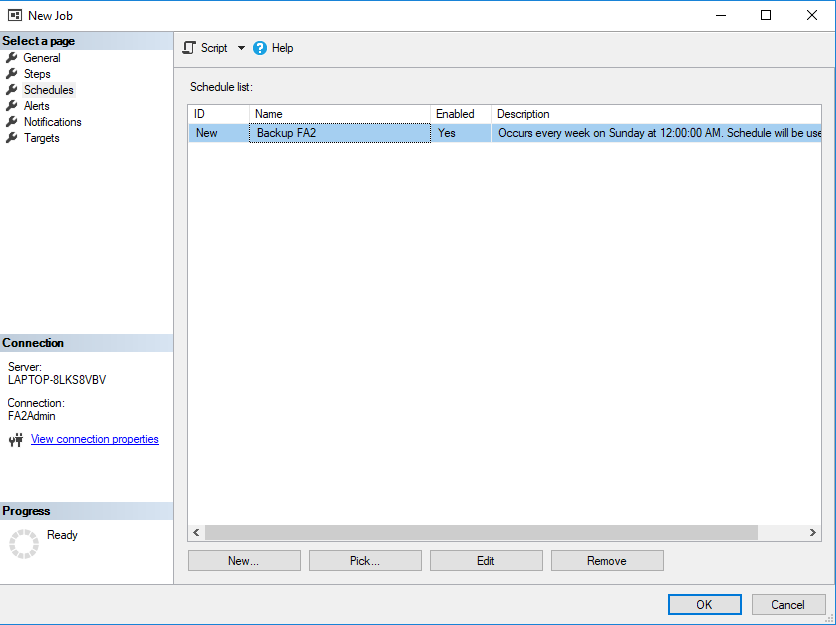 New Job
Select a page
General
Steps
Schedules
Alerts
Notifications
Targets
Script
Help
Schedule list:
ID Name Enabled Description
New Backup FA2 Yes Occurs every week on Sunday at 12:00:00 AM. Schedule will be use
Connection
Server:
LAPTOP-8LKS8VBV
Connection:
FA2Admin
View connection properties
Progress
Ready
New... Pick... Edit Remove
OK Cancel